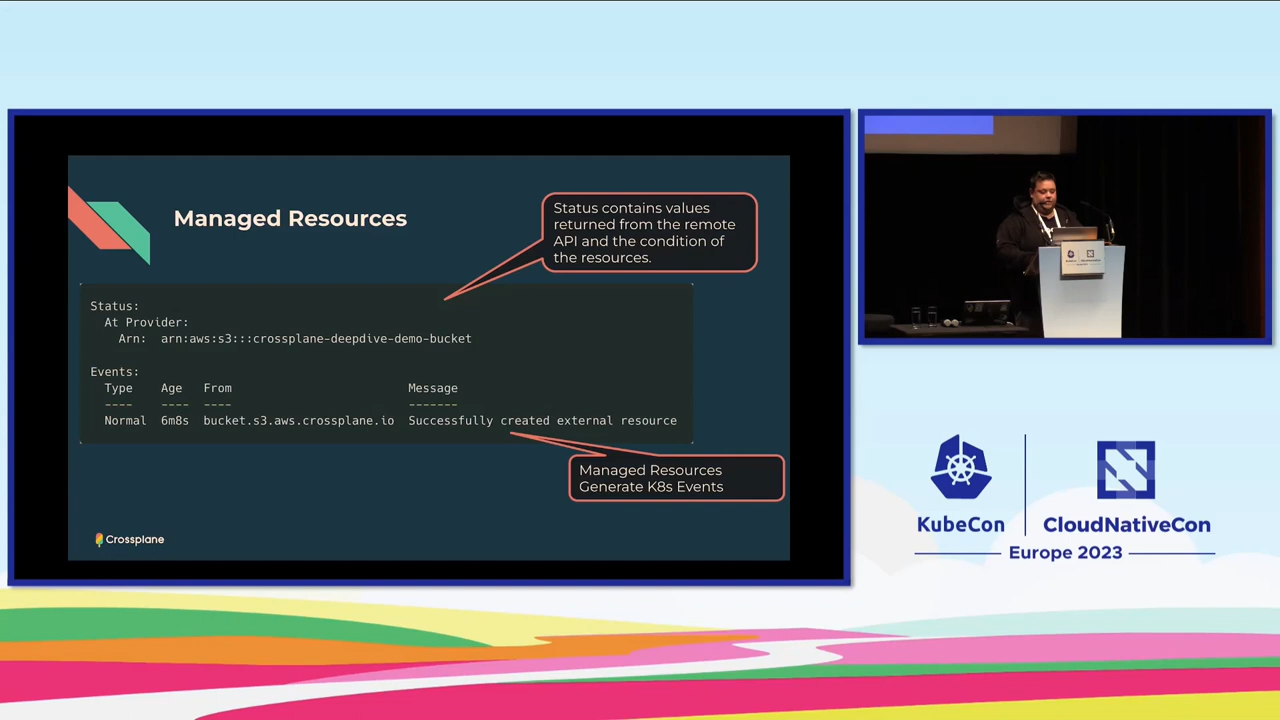 Managed Resources
Status contains values
returned from the remote
API and the condition of
the resources.
Status:
At Provider:
Arn: arn:aws:s3:::crossplane-deepdive-demo-bucket
Events:
Type Age From Message
---- ---- ---- -------
Normal 6m8s bucket.s3.aws.crossplane.io Successfully created external resource
Managed Resources
Generate K8s Events
Crossplane
KubeCon
CloudNativeCon
Europe 2023